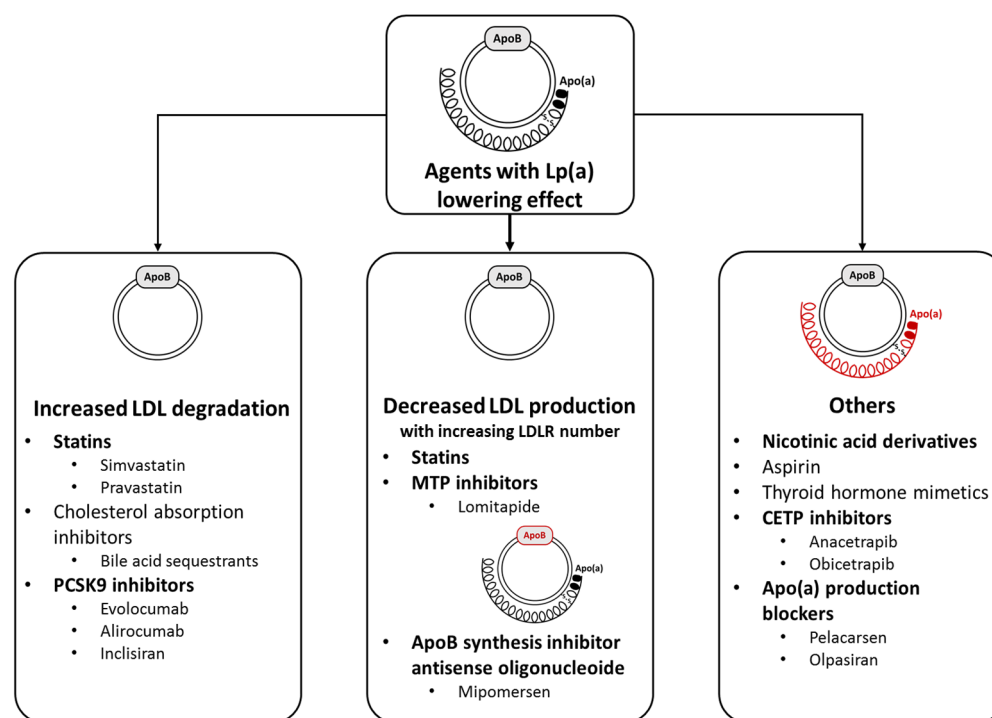 ApoB
Apo(a)
S-S
Agents with Lp(a)
lowering effect
ApoB
Increased LDL degradation
• Statins
• Simvastatin
• Pravastatin
• Cholesterol absorption
inhibitors
• Bile acid sequestrants
• PCSK9 inhibitors
• Evolocumab
• Alirocumab
• Inclisiran
ApoB
Decreased LDL production
with increasing LDLR number
• Statins
• MTP inhibitors
• Lomitapide
ApoB
Apo(a)
S-S
• ApoB synthesis inhibitor
antisense oligonucleoide
• Mipomersen
ApoB
Apo(a)
S-S
Others
• Nicotinic acid derivatives
• Aspirin
• Thyroid hormone mimetics
• CETP inhibitors
• Anacetrapib
• Obicetrapib
• Apo(a) production
blockers
• Pelacarsen
• Olpasiran